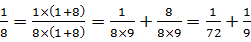 1/8 = 1×(1+8)/8×(1+8) = 1/8×9 + 8/8×9 = 1/72 + 1/9